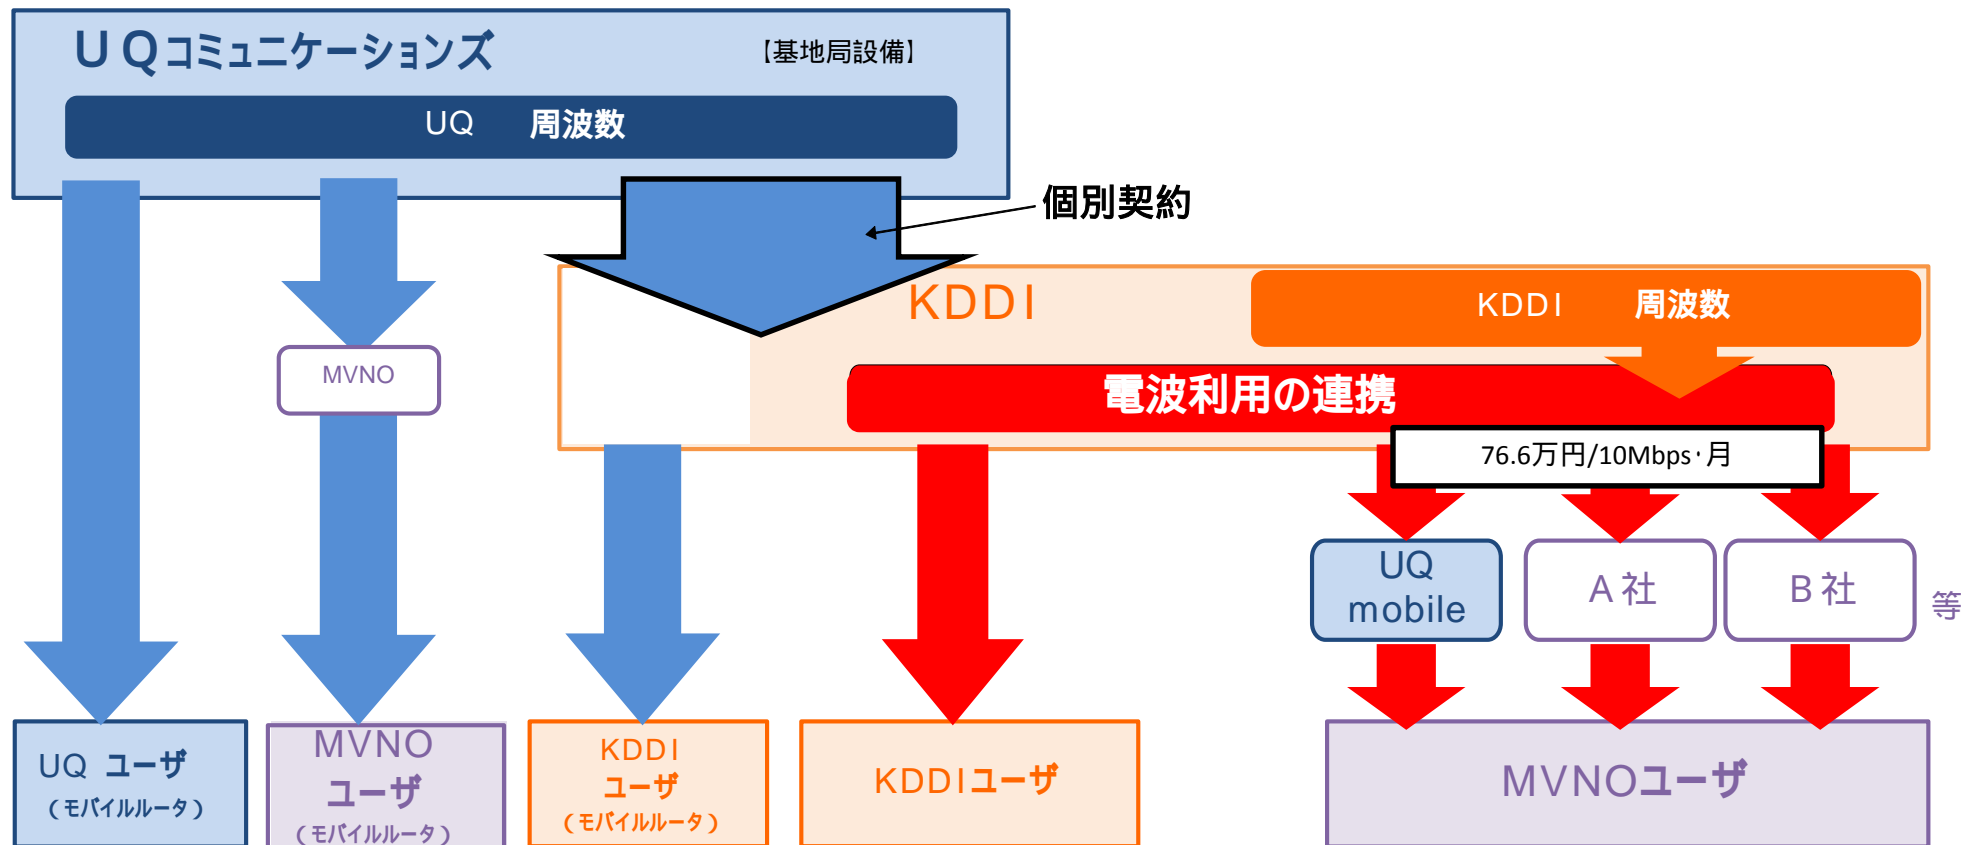 ＵＱコミュニケーションズ
【基地局設備】
UQ 周波数
個別契約
KDDI
KDDI 周波数
MVNO
電波利用の連携
76.6万円/10Mbps･月
UQ
mobile
A社
B社
等
UQ ユーザ
（モバイルルータ）
MVNO
ユーザ
（モバイルルータ）
KDDI
ユーザ
（モバイルルータ）
KDDIユーザ
MVNOユーザ